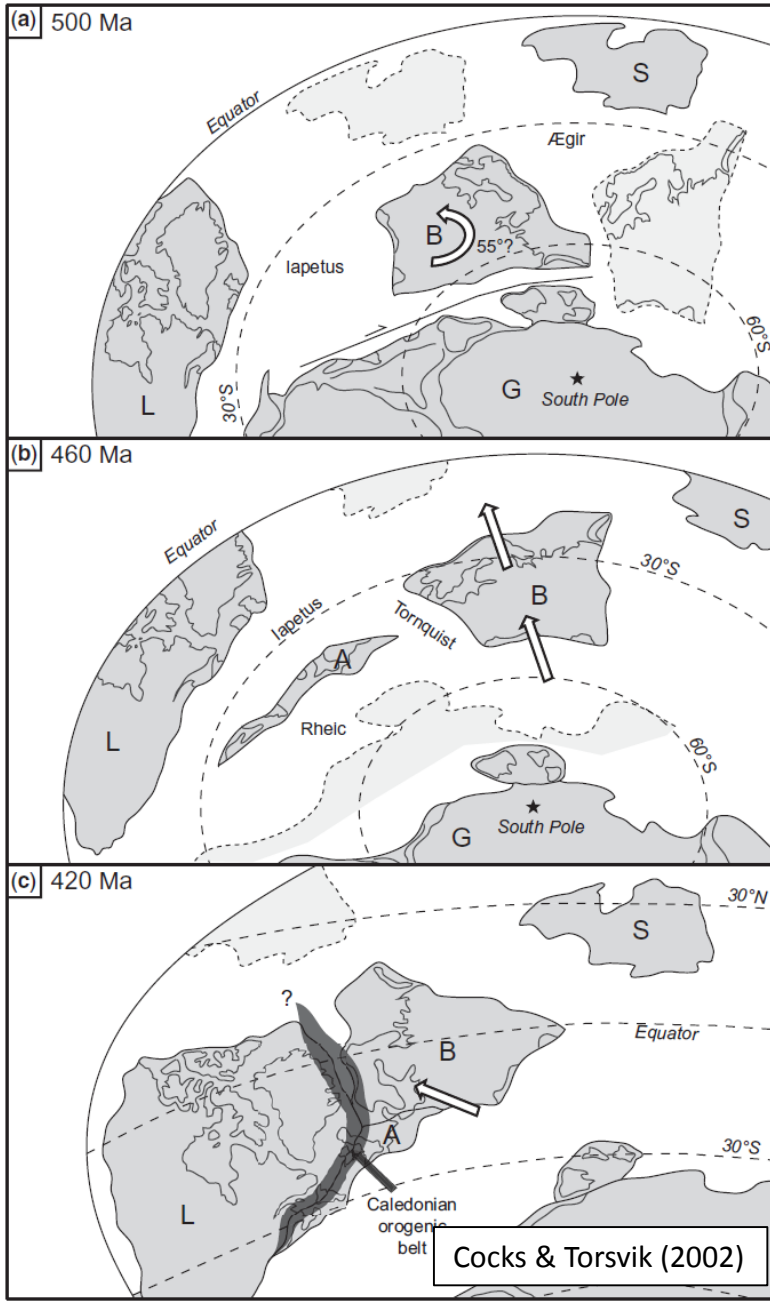 (a) 500 Ma
S
Equator
Ægir
B
55°?
Iapetus
60°S
L
30°S
G
South Pole
(b) 460 Ma
S
Equator
30°S
B
Iapetus
Tornquist
A
L
Rheic
60°S
South Pole
G
(c) 420 Ma
30°N
S
?
B
Equator
A
30°S
L
Caledonian
orogenic
belt
Cocks & Torsvik (2002)